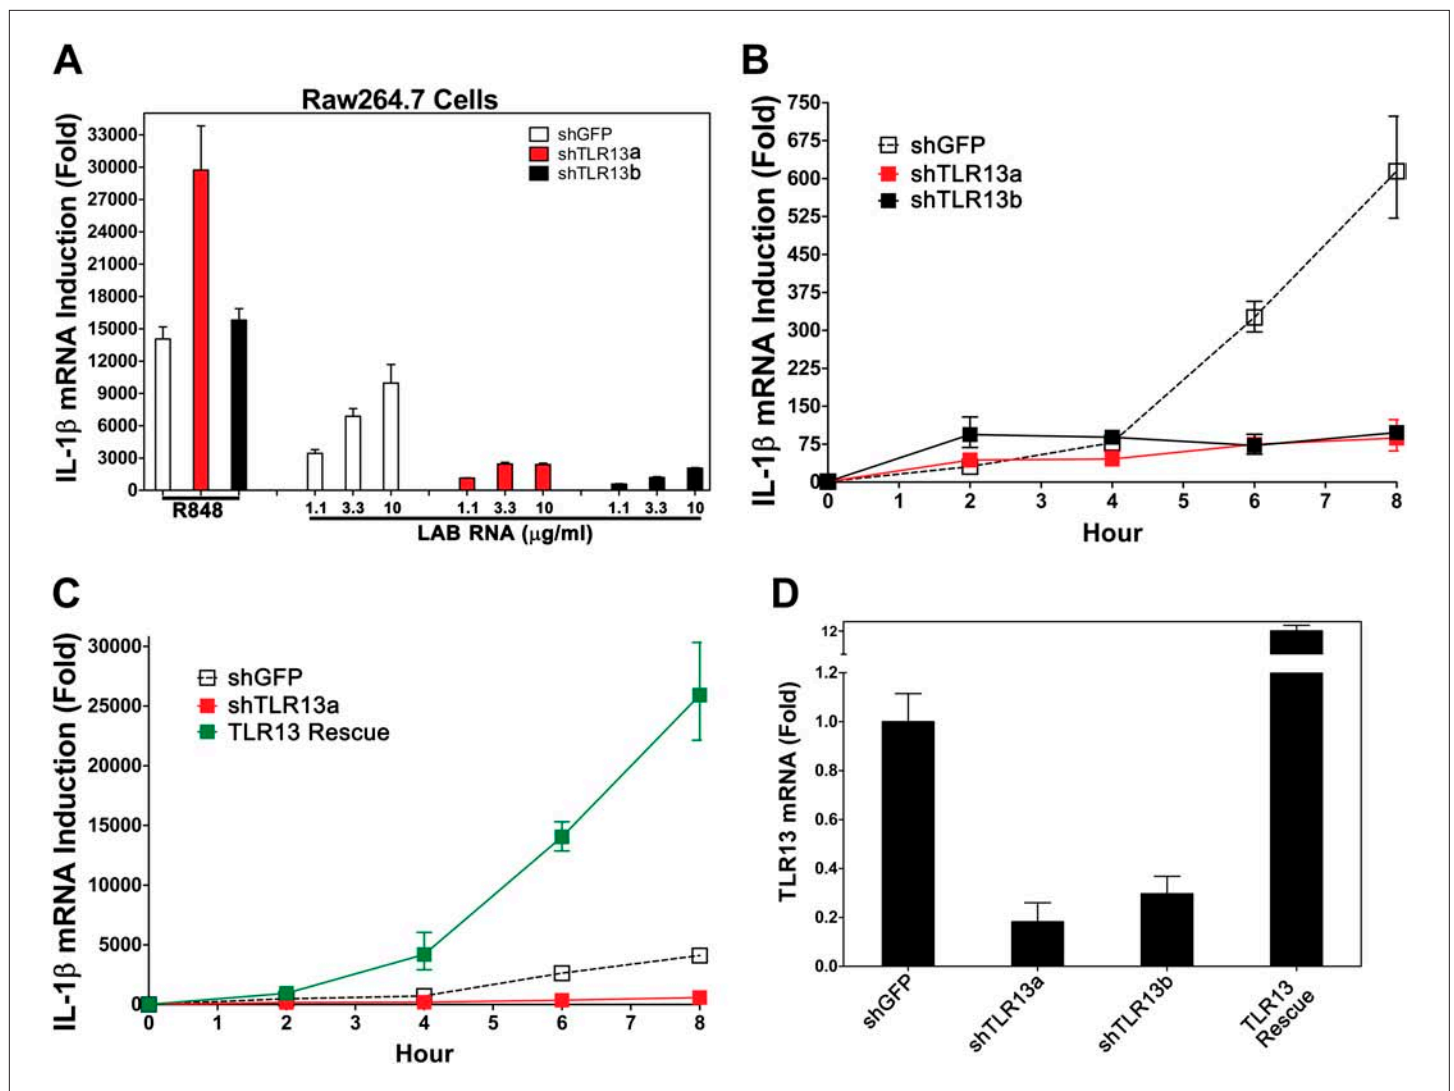 A
Raw264.7 Cells
IL-1β mRNA Induction (Fold)
33000
30000
27000
24000
21000
18000
15000
12000
9000
6000
3000
0
shGFP
shTLR13a
shTLR13b
1.1 3.3 10 1.1 3.3 10 1.1 3.3 10
R848
LAB RNA (μg/ml)
B
IL-1β mRNA Induction (Fold)
750
675
600
525
450
375
300
225
150
75
0
shGFP
shTLR13a
shTLR13b
0 1 2 3 4 5 6 7 8
Hour
C
IL-1β mRNA Induction (Fold)
30000
25000
20000
15000
10000
5000
0
shGFP
shTLR13a
TLR13 Rescue
0 1 2 3 4 5 6 7 8
Hour
D
TLR13 mRNA (Fold)
12
1.2
1.0
0.8
0.6
0.4
0.2
0.0
shGFP
shTLR13a
shTLR13b
TLR13
Rescue